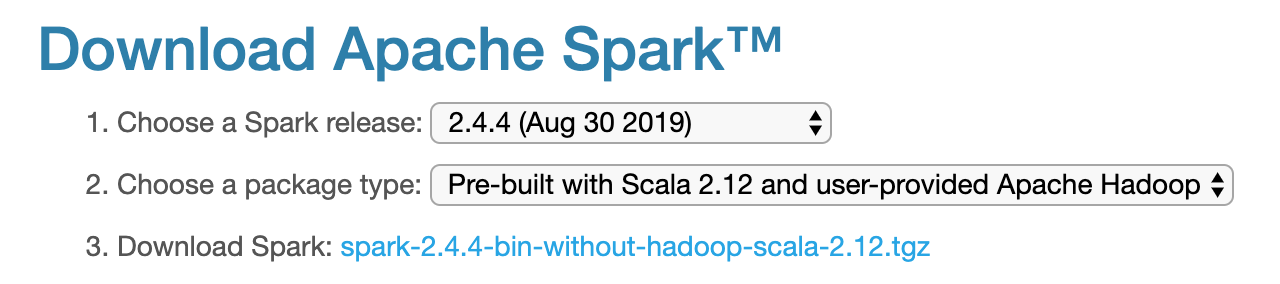 Download Apache Spark™
1. Choose a Spark release: 2.4.4 (Aug 30 2019)
2. Choose a package type: Pre-built with Scala 2.12 and user-provided Apache Hadoop
3. Download Spark: spark-2.4.4-bin-without-hadoop-scala-2.12.tgz